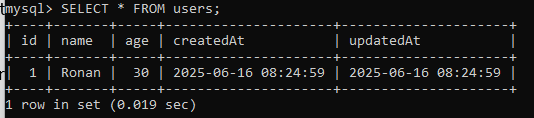 mysql> SELECT * FROM users;
+----+-------+-----+---------------------+---------------------+
| id | name | age | createdAt | updatedAt |
+----+-------+-----+---------------------+---------------------+
| 1 | Ronan | 30 | 2025-06-16 08:24:59 | 2025-06-16 08:24:59 |
+----+-------+-----+---------------------+---------------------+
1 row in set (0.019 sec)